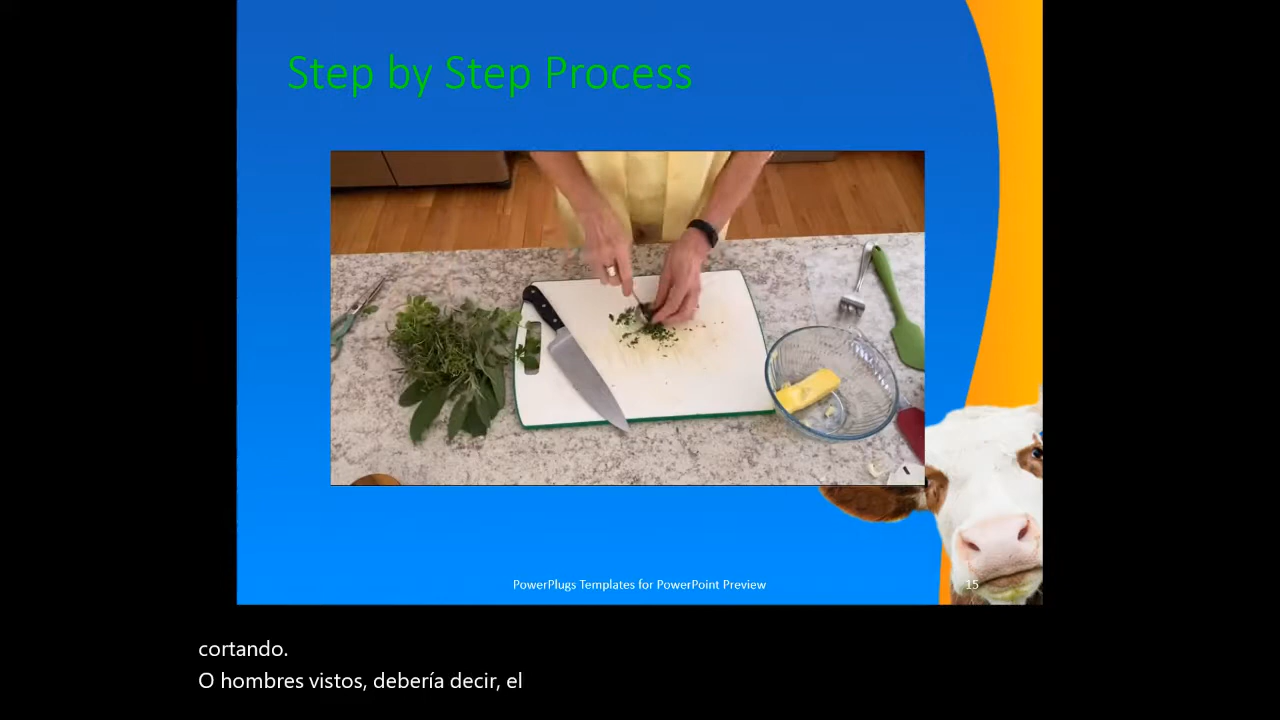 Step by Step Process
PowerPlugs Templates for PowerPoint Preview
15
cortando.
O hombres vistos, debería decir, el